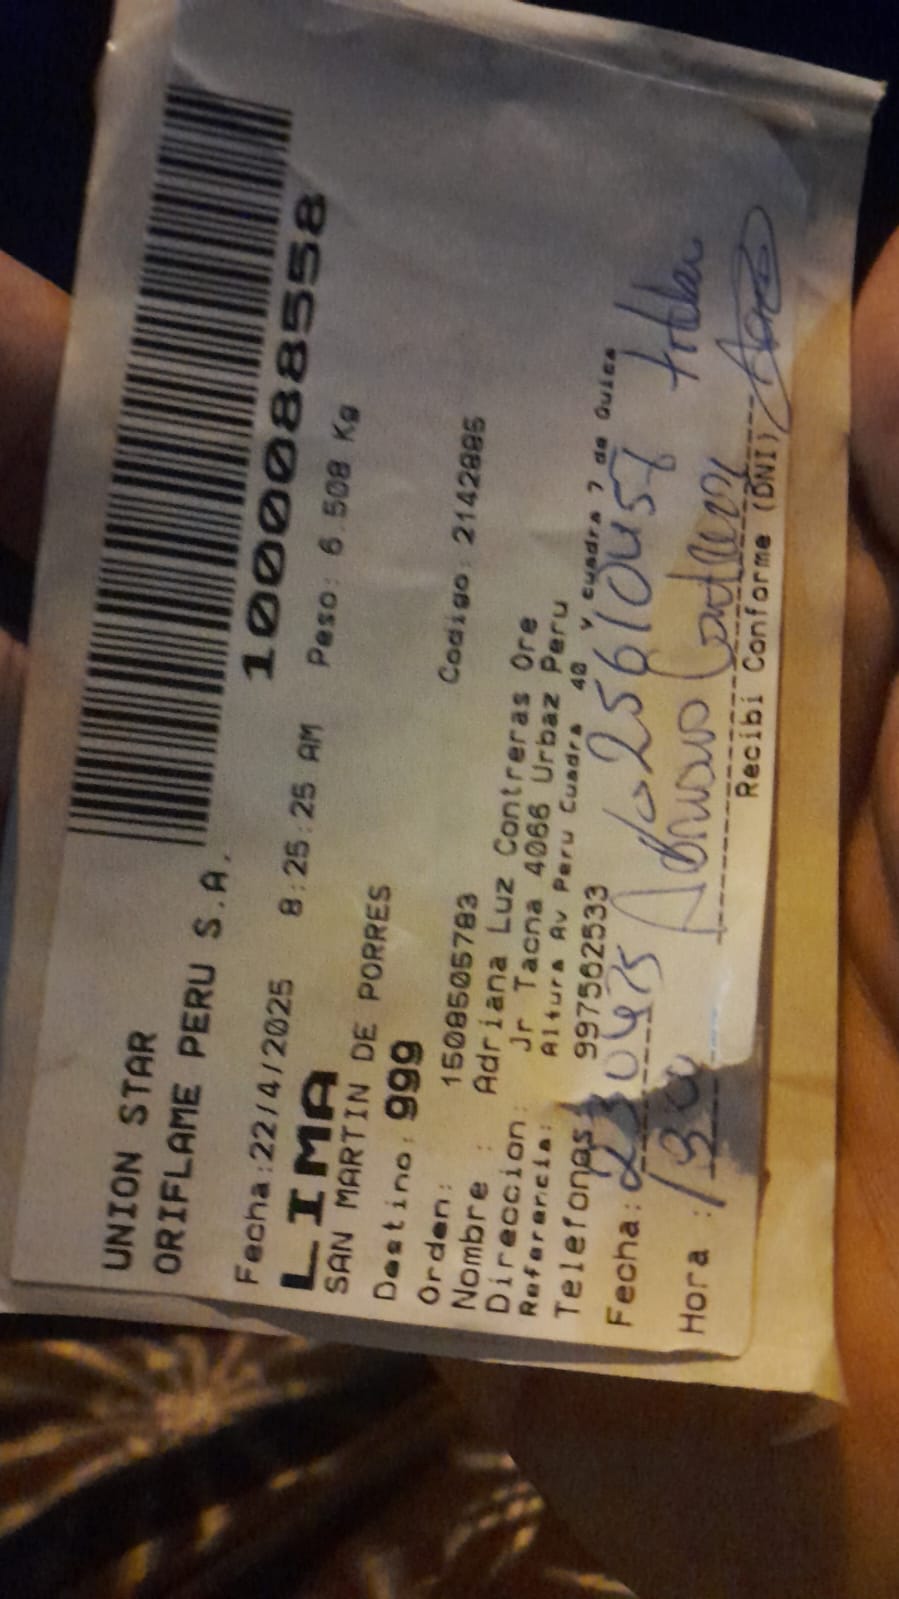 UNION STAR
ORIFLAME PERU S.A.
1000088558
Fecha:22/4/2025 8:25:25 AM Peso: 6.508 Kg
LIMA
SAN MARTIN DE PORRES
Destino: 999
Orden: 1508505783 Codigo: 2142885
Nombre : Adriana Luz Contreras Ore
Direccion: Jr Tacna 4066 Urbaz Peru
Referencia: Altura Av Peru Cuadra 40 y cuadra 7 de Quica
Telefonos: 997562533
Fecha: 230425
Hora :
Recibi Conforme (DNI)